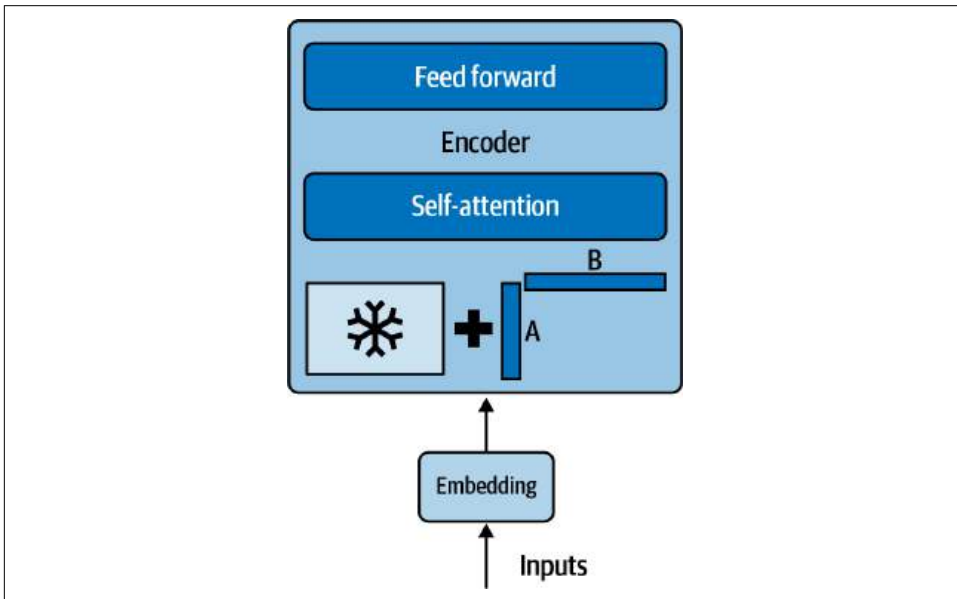 Feed forward
Encoder
Self-attention
B
A
Embedding
Inputs